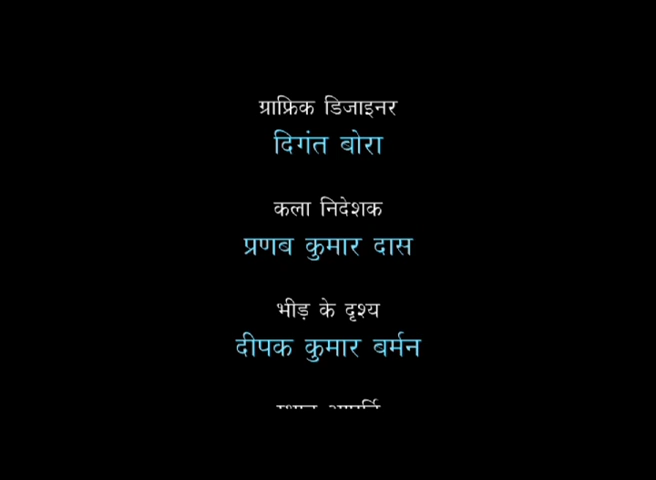 ग्राफ्रिक डिजाइनर
दिगंत बोरा
कला निदेशक
प्रणब कुमार दास
भीड़ के दृश्य
दीपक कुमार बर्मन